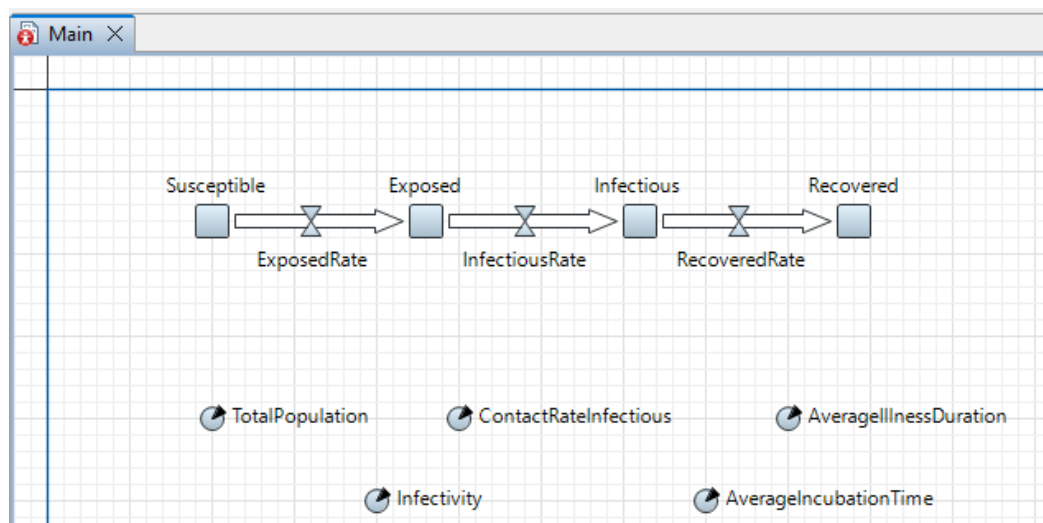 Main
Susceptible Exposed Infectious Recovered
ExposedRate InfectiousRate RecoveredRate
TotalPopulation ContactRateInfectious AverageIllnessDuration
Infectivity AverageIncubationTime